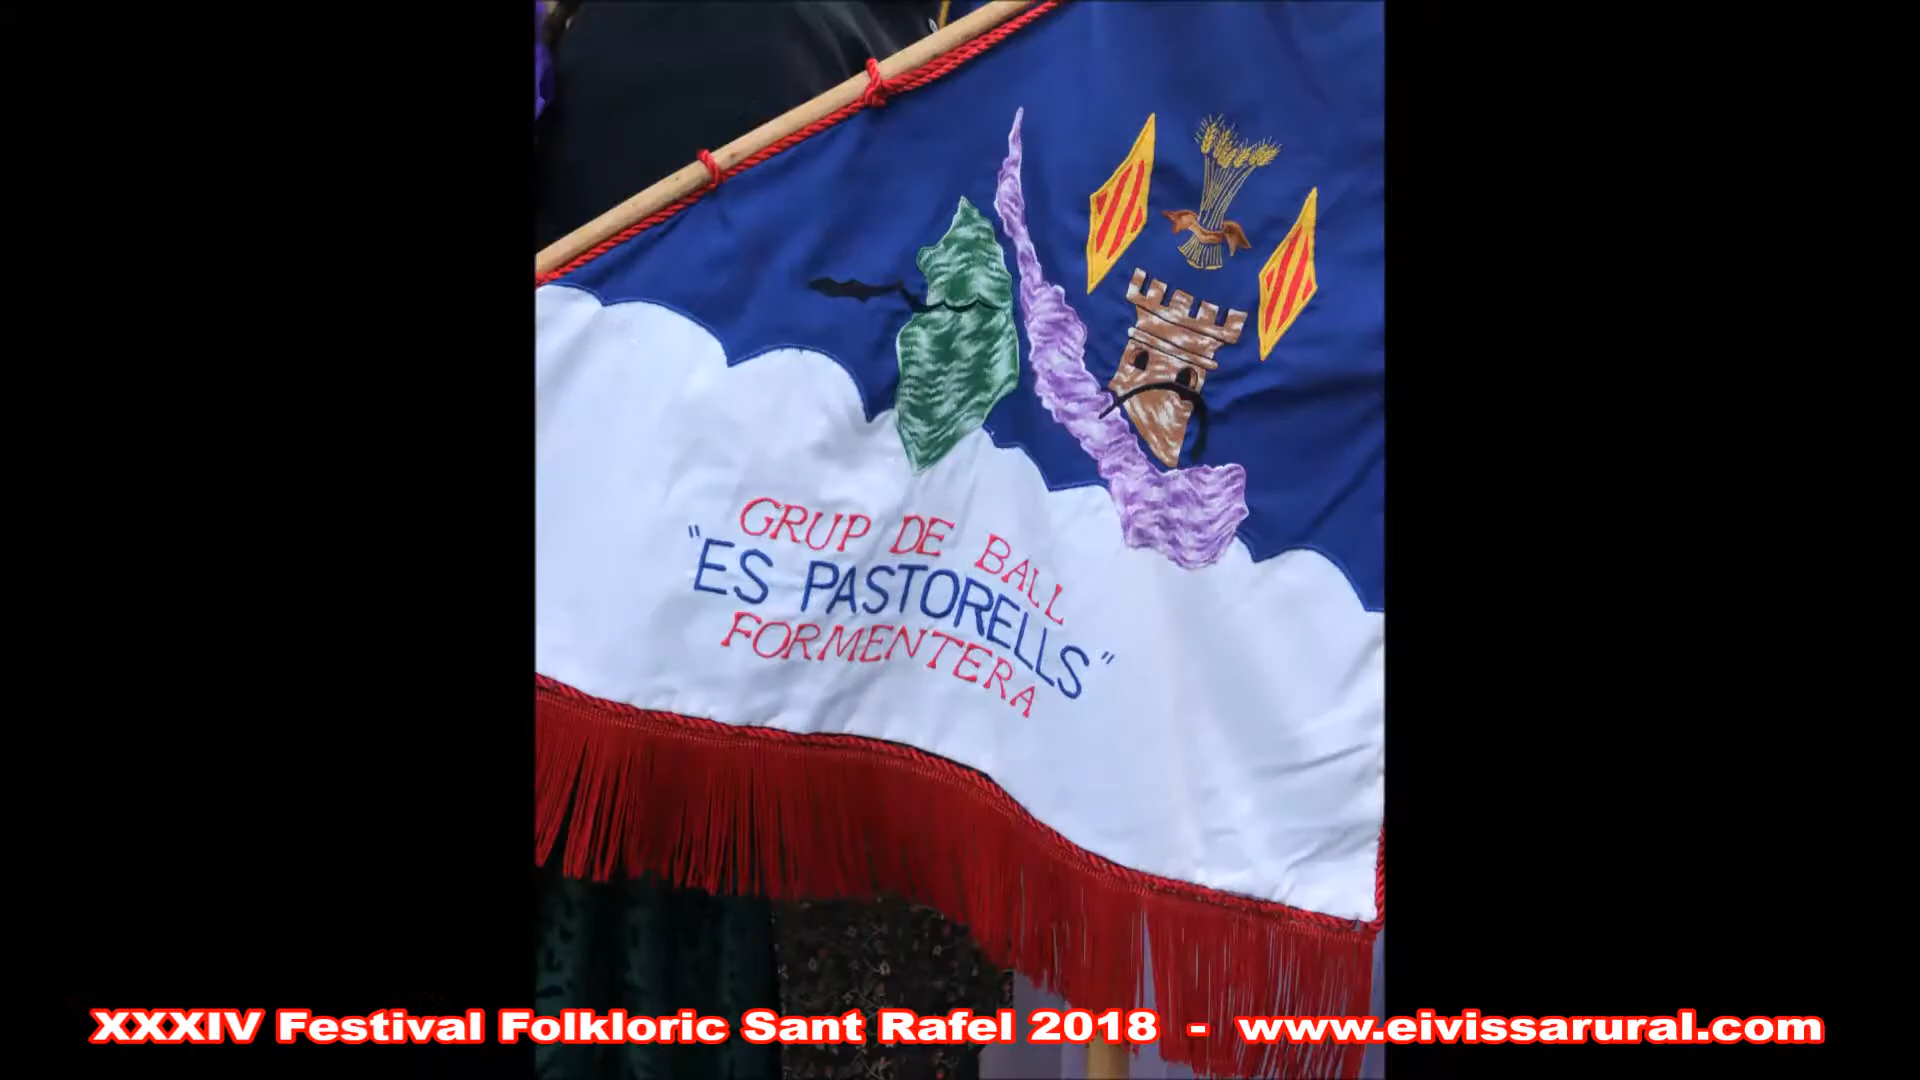 GRUP DE BALL
"ES PASTORELLS"
FORMENTERA
XXXIV Festival Folkloric Sant Rafel 2018 - www.eivissarural.com